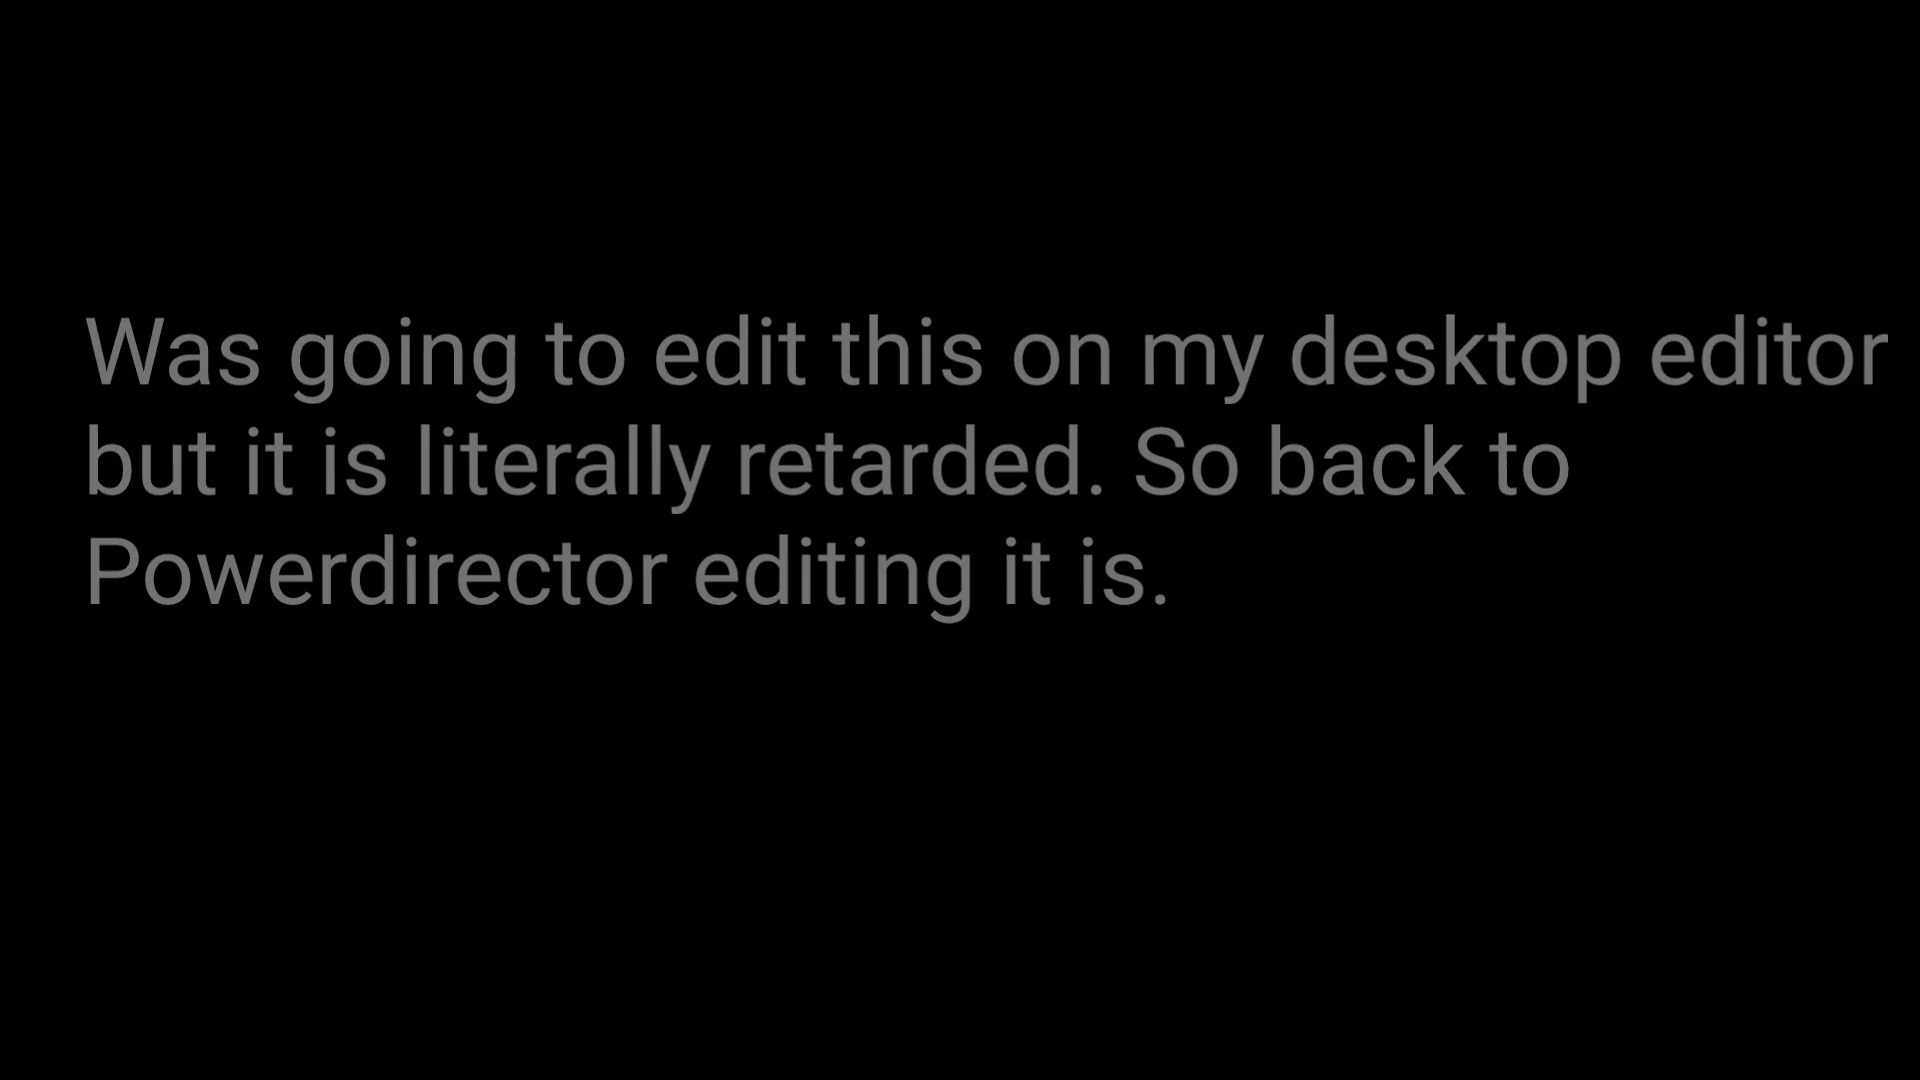 Was going to edit this on my desktop editor
but it is literally retarded. So back to
Powerdirector editing it is.